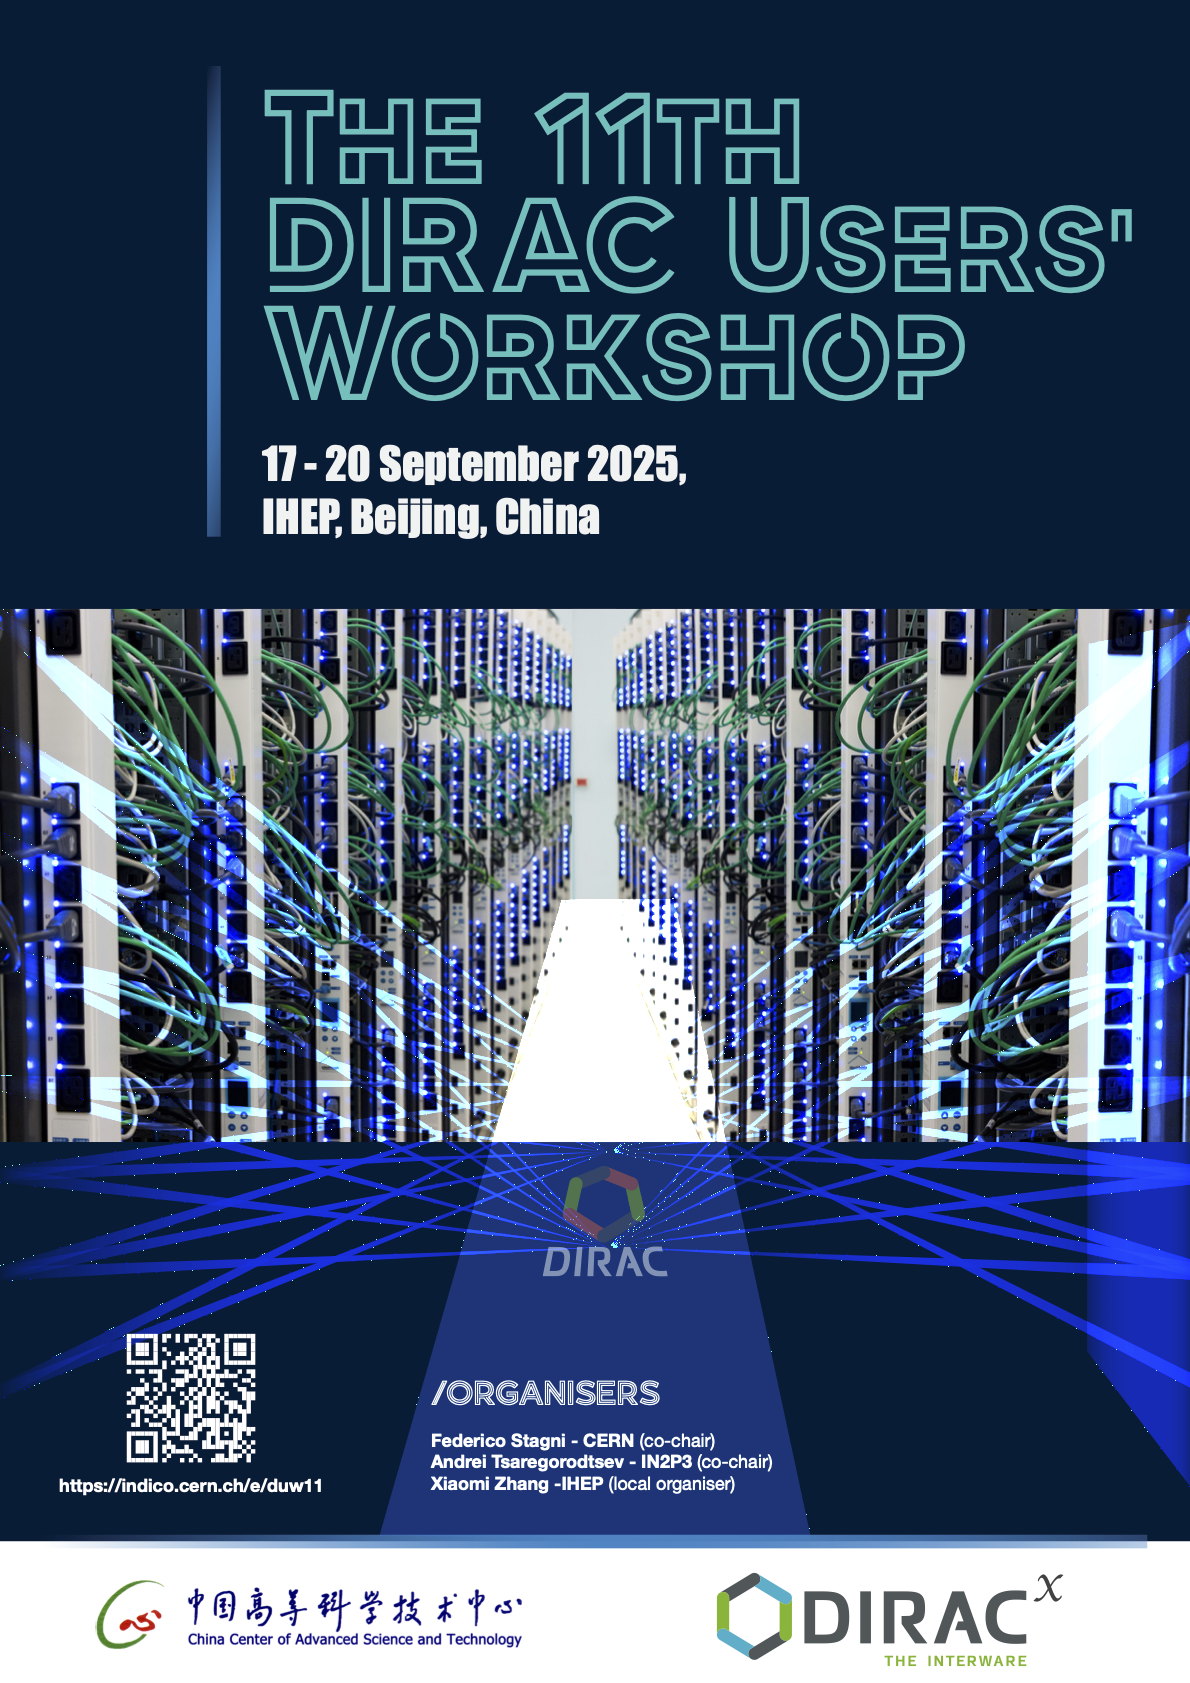 THE 11TH
DIRAC USERS'
WORKSHOP
17 - 20 September 2025,
IHEP, Beijing, China
DIRAC
/ORGANISERS
Federico Stagni - CERN (co-chair)
Andrei Tsaregorodtsev - IN2P3 (co-chair)
Xiaomi Zhang -IHEP (local organiser)
https://indico.cern.ch/e/duw11
中国高等科学技术中心
China Center of Advanced Science and Technology
DIRAC X
THE INTERWARE